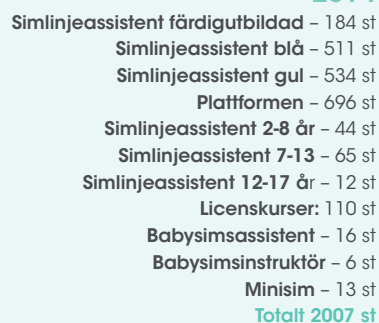 Simlinjeassistent färdigutbildad – 184 st
Simlinjeassistent blå – 511 st
Simlinjeassistent gul – 534 st
Plattformen – 696 st
Simlinjeassistent 2-8 år – 44 st
Simlinjeassistent 7-13 – 65 st
Simlinjeassistent 12-17 år – 12 st
Licenskurser: 110 st
Babysimsassistent – 16 st
Babysimsinstruktör – 6 st
Minisim – 13 st
Totalt 2007 st